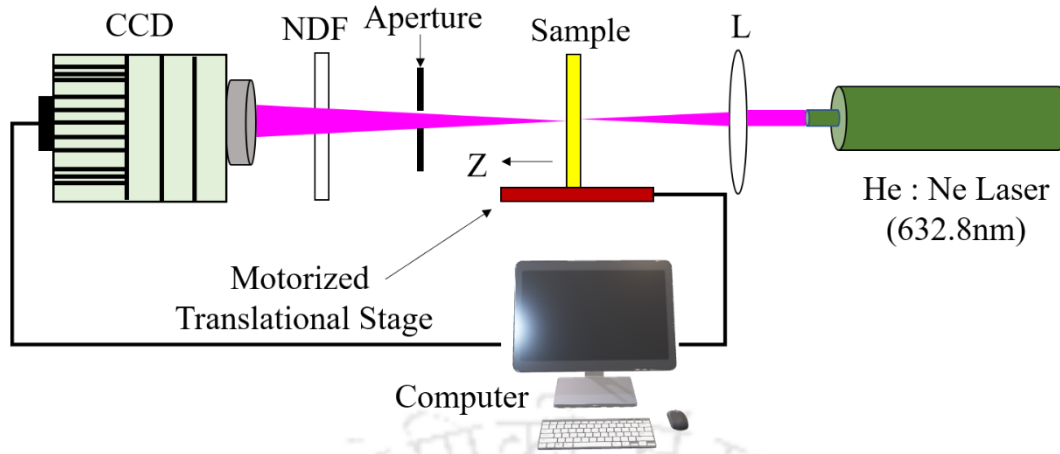 CCD
NDF
Aperture
Sample
L
Z
He : Ne Laser
(632.8nm)
Motorized
Translational Stage
Computer